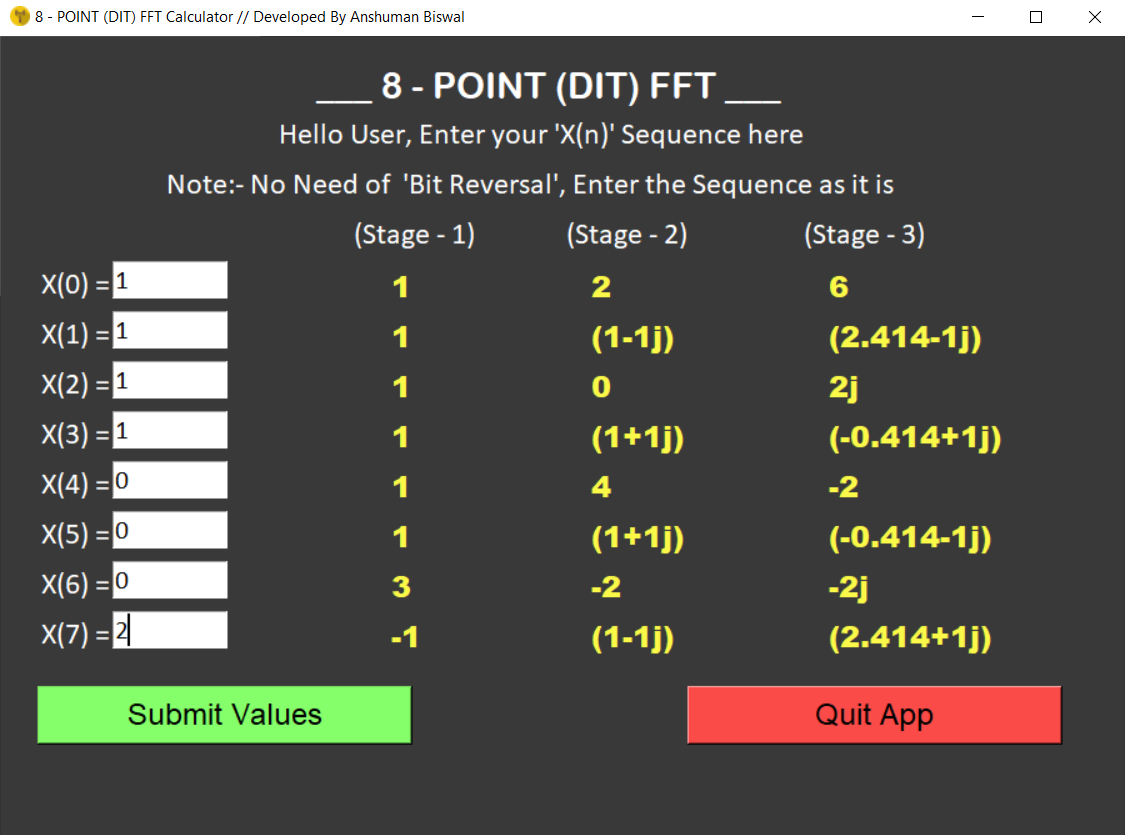 8 - POINT (DIT) FFT Calculator // Developed By Anshuman Biswal
___ 8 - POINT (DIT) FFT ___
Hello User, Enter your 'X(n)' Sequence here
Note:- No Need of 'Bit Reversal', Enter the Sequence as it is
(Stage - 1) (Stage - 2) (Stage - 3)
X(0) = 1 1 2 6
X(1) = 1 1 (1-1j) (2.414-1j)
X(2) = 1 1 0 2j
X(3) = 1 1 (1+1j) (-0.414+1j)
X(4) = 0 1 4 -2
X(5) = 0 1 (1+1j) (-0.414-1j)
X(6) = 0 3 -2 -2j
X(7) = 2 -1 (1-1j) (2.414+1j)
Submit Values Quit App